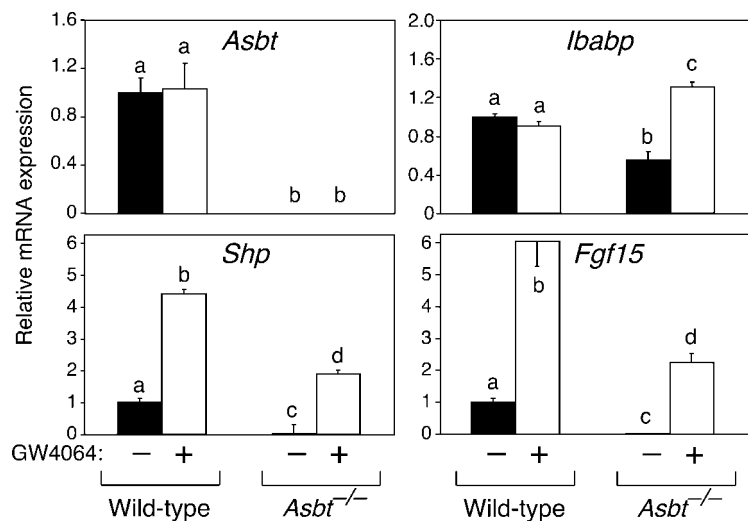 Asbt
Ibabp
Relative mRNA expression
1.6
1.2
0.8
0.4
0
a
a
b
b
2.0
1.6
1.2
0.8
0.4
0
a
a
b
c
Shp
Fgf15
6
5
4
3
2
1
0
a
b
c
d
6
5
4
3
2
1
0
a
b
c
d
GW4064: − + − + − + − +
Wild-type Asbt−/− Wild-type Asbt−/−